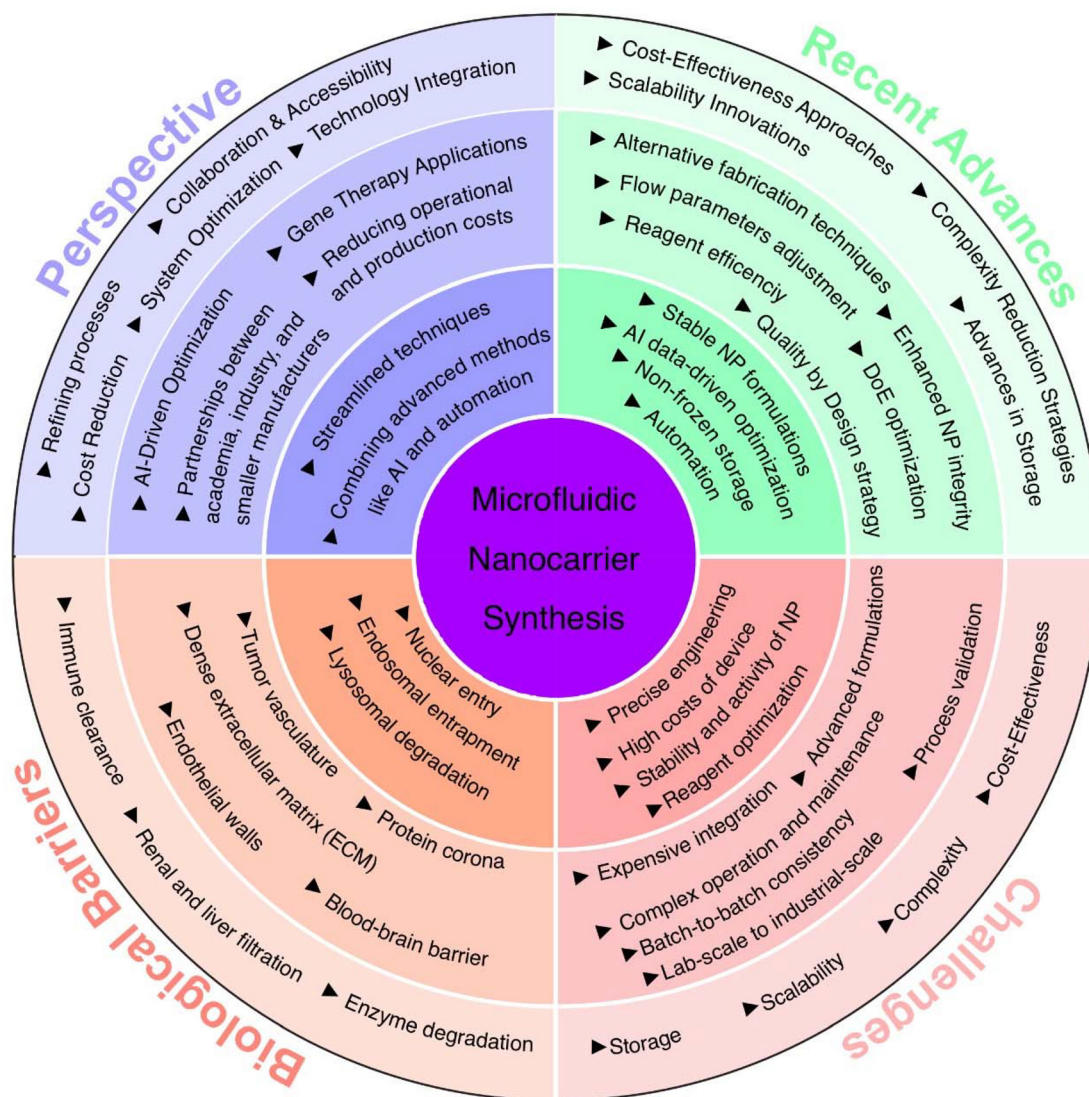 Perspective
Collaboration & Accessibility
Technology Integration
System Optimization
Refining processes
Cost Reduction
Gene Therapy Applications
Reducing operational
and production costs
AI-Driven Optimization
Partnerships between
academia, industry, and
smaller manufacturers
Streamlined techniques
Combining advanced methods
like AI and automation
Recent Advances
Cost-Effectiveness Approaches
Scalability Innovations
Complexity Reduction Strategies
Advances in Storage
Alternative fabrication techniques
Flow parameters adjustment
Reagent efficenciy
Enhanced NP integrity
DoE optimization
Quality by Design strategy
Stable NP formulations
AI data-driven optimization
Non-frozen storage
Automation
Microfluidic
Nanocarrier
Synthesis
Biological Barriers
Immune clearance
Renal and liver filtration
Enzyme degradation
Tumor vasculature
Dense extracellular matrix (ECM)
Endothelial walls
Protein corona
Blood-brain barrier
Nuclear entry
Endosomal entrapment
Lysosomal degradation
Challenges
Precise engineering
High costs of device
Stability and activity of NP
Reagent optimization
Advanced formulations
Process validation
Expensive integration
Complex operation and maintenance
Batch-to-batch consistency
Lab-scale to industrial-scale
Cost-Effectiveness
Complexity
Scalability
Storage